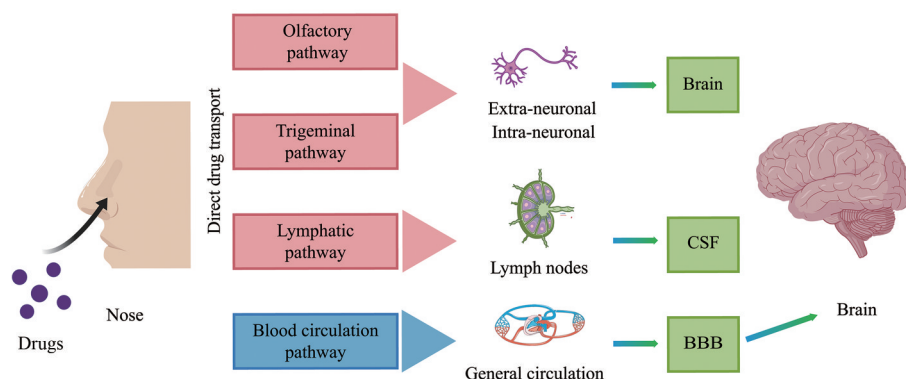 Olfactory
pathway
Trigeminal
pathway
Lymphatic
pathway
Blood circulation
pathway
Direct drug transport
Drugs
Nose
Extra-neuronal
Intra-neuronal
Lymph nodes
General circulation
Brain
CSF
BBB
Brain